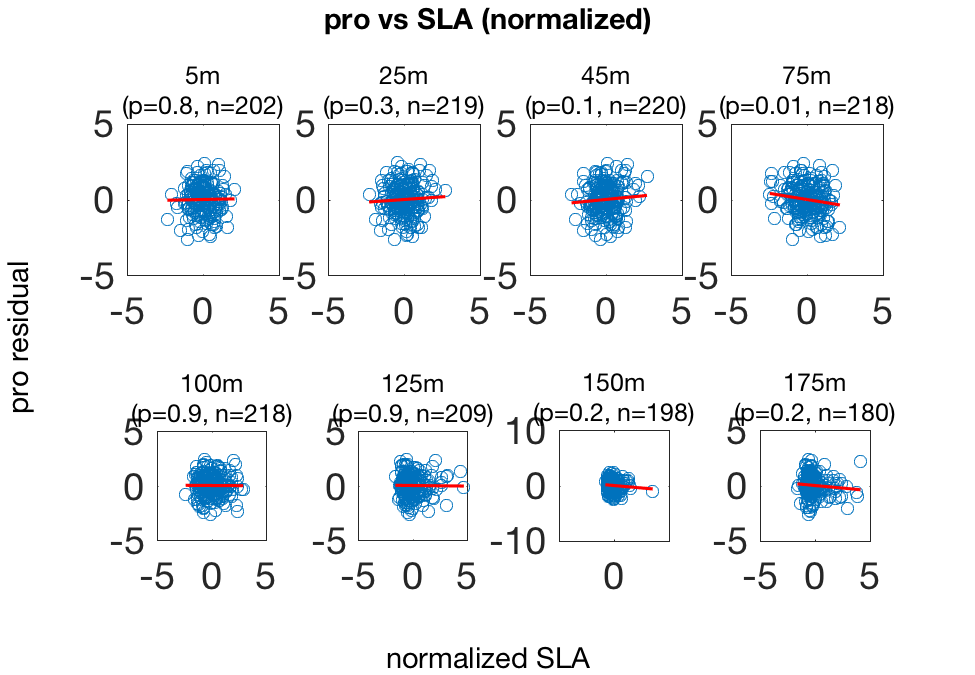 pro vs SLA (normalized)
5m
(p=0.8, n=202)
25m
(p=0.3, n=219)
45m
(p=0.1, n=220)
75m
(p=0.01, n=218)
5
0
-5
-5 0 5
5
0
-5
-5 0 5
5
0
-5
-5 0 5
5
0
-5
-5 0 5
pro residual
100m
(p=0.9, n=218)
125m
(p=0.9, n=209)
150m
(p=0.2, n=198)
175m
(p=0.2, n=180)
5
0
-5
-5 0 5
5
0
-5
-5 0 5
10
0
-10
0
5
0
-5
-5 0 5
normalized SLA